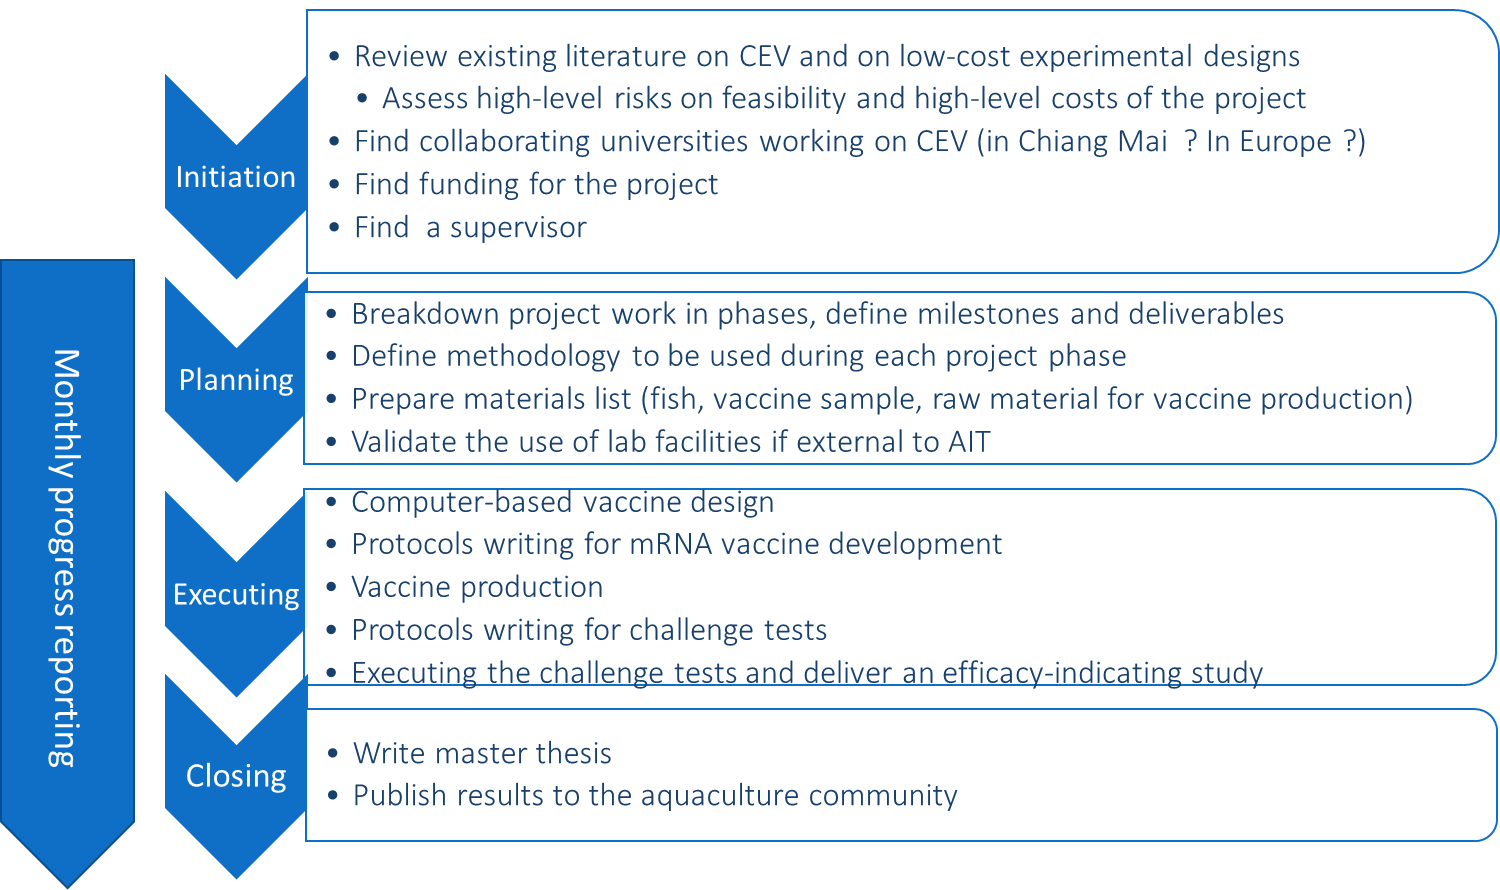 • Review existing literature on CEV and on low-cost experimental designs
• Assess high-level risks on feasibility and high-level costs of the project
• Find collaborating universities working on CEV (in Chiang Mai ? In Europe ?)
• Find funding for the project
• Find a supervisor
Initiation
• Breakdown project work in phases, define milestones and deliverables
• Define methodology to be used during each project phase
• Prepare materials list (fish, vaccine sample, raw material for vaccine production)
• Validate the use of lab facilities if external to AIT
Planning
• Computer-based vaccine design
• Protocols writing for mRNA vaccine development
• Vaccine production
• Protocols writing for challenge tests
• Executing the challenge tests and deliver an efficacy-indicating study
Executing
• Write master thesis
• Publish results to the aquaculture community
Closing
Monthly progress reporting